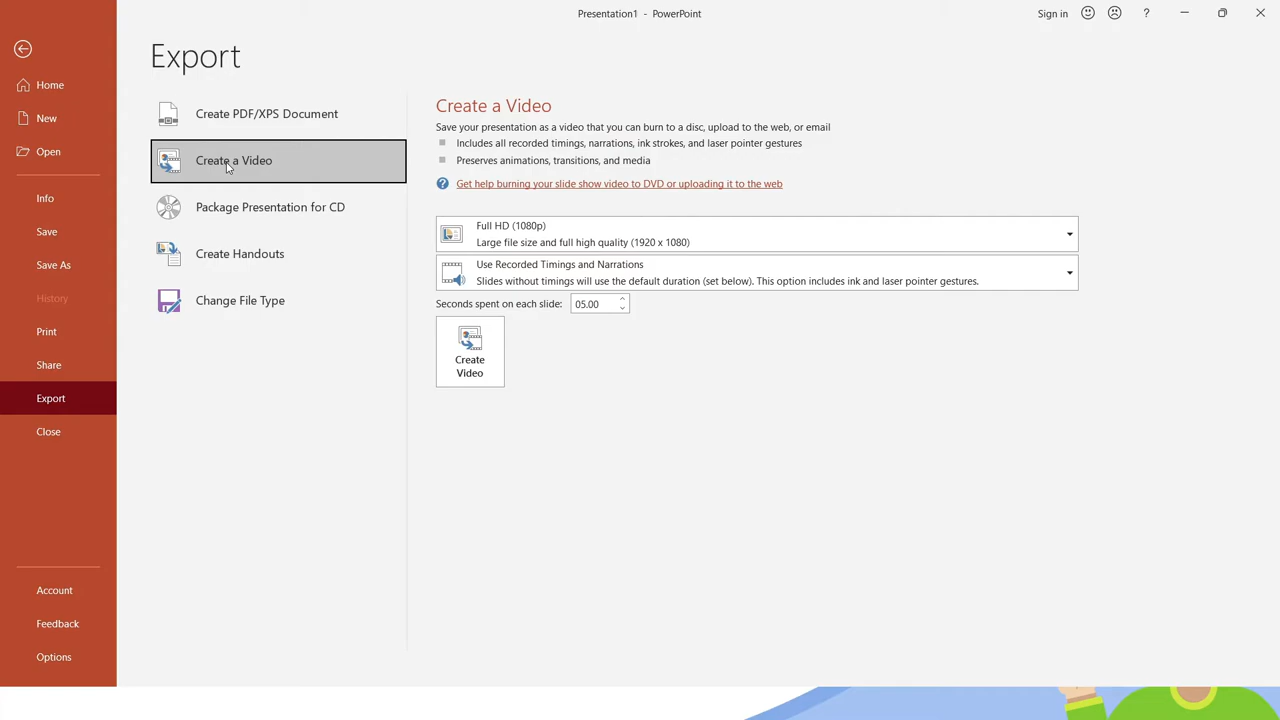 Presentation1 - PowerPoint
Sign in
?
Export
Home
New
Open
Info
Save
Save As
History
Print
Share
Export
Close
Account
Feedback
Options
Create PDF/XPS Document
Create a Video
Package Presentation for CD
Create Handouts
Change File Type
Create a Video
Save your presentation as a video that you can burn to a disc, upload to the web, or email
Includes all recorded timings, narrations, ink strokes, and laser pointer gestures
Preserves animations, transitions, and media
? Get help burning your slide show video to DVD or uploading it to the web
Full HD (1080p)
Large file size and full high quality (1920 x 1080)
Use Recorded Timings and Narrations
Slides without timings will use the default duration (set below). This option includes ink and laser pointer gestures.
Seconds spent on each slide: 05.00
Create
Video